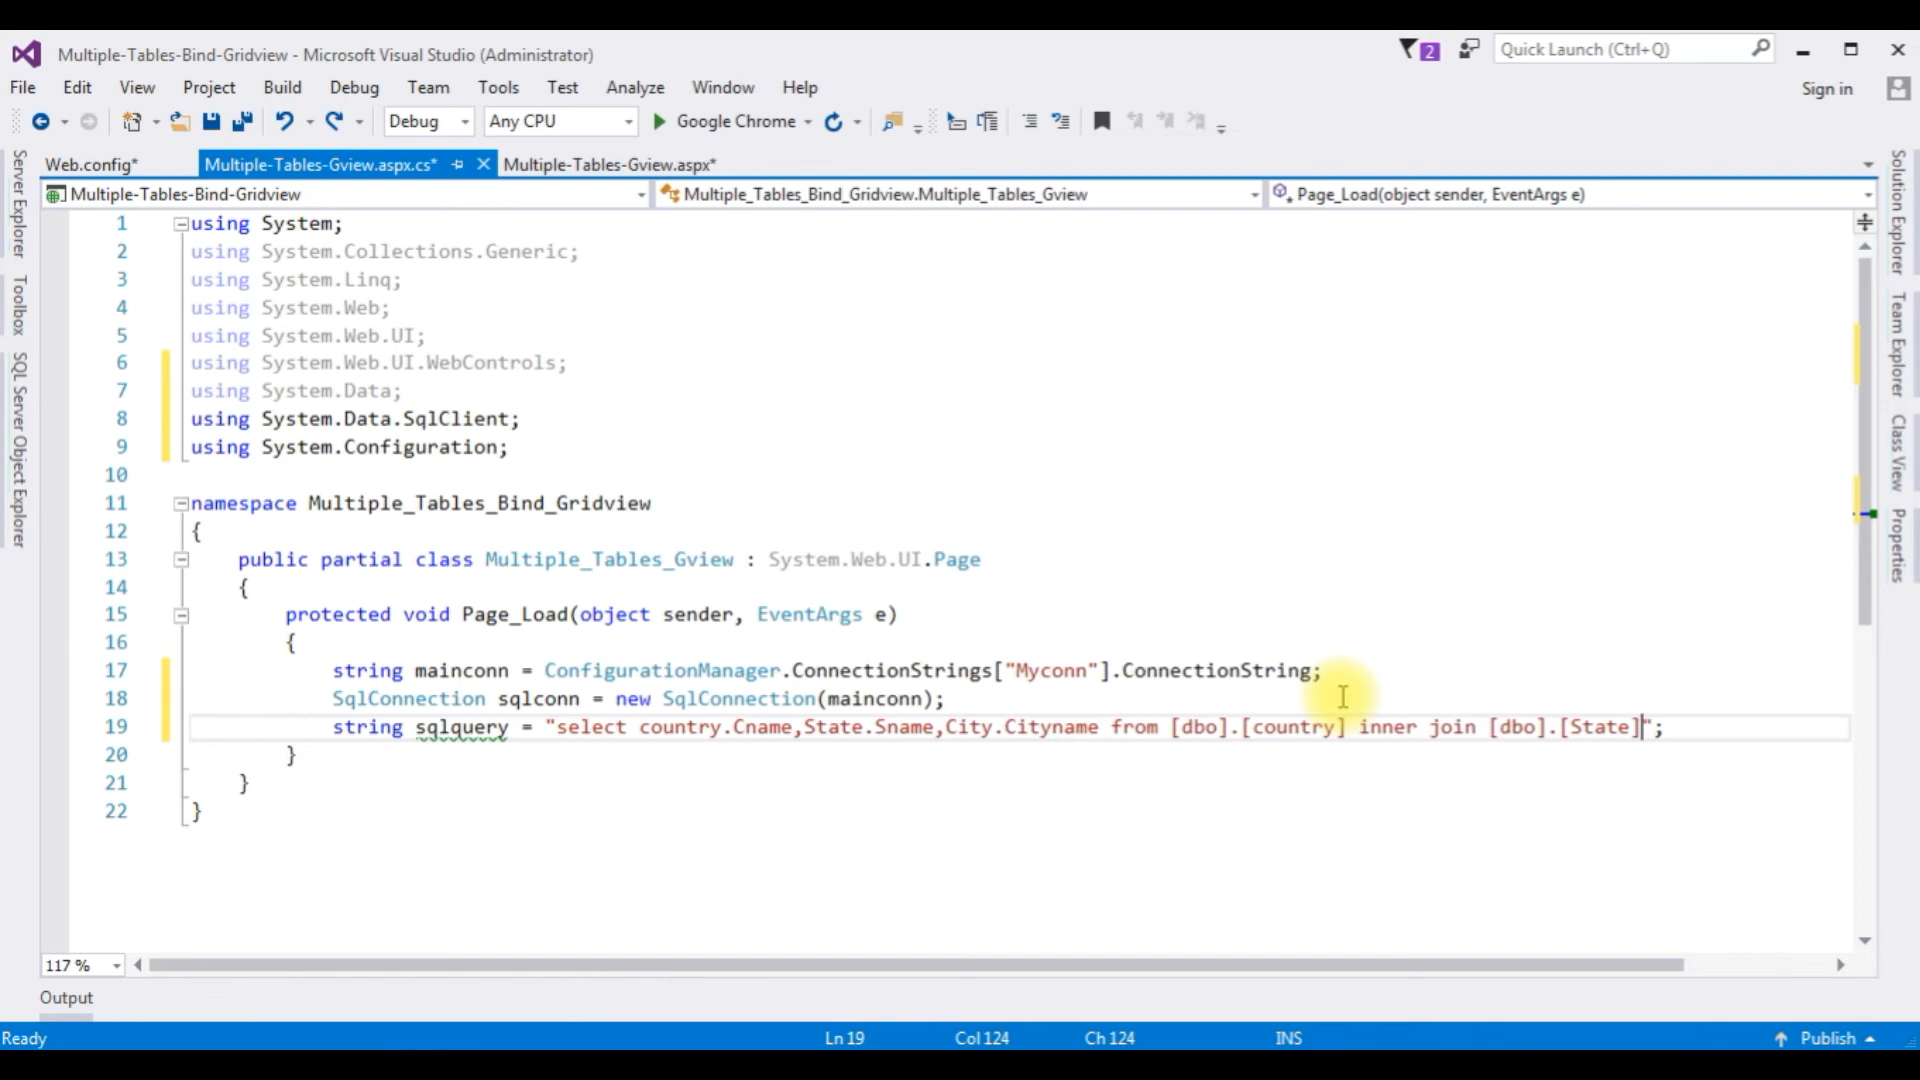 Multiple-Tables-Bind-Gridview - Microsoft Visual Studio (Administrator)
2
Quick Launch (Ctrl+Q)
File Edit View Project Build Debug Team Tools Test Analyze Window Help
Sign in
Debug
Any CPU
Google Chrome
Web.config*
Multiple-Tables-Gview.aspx.cs*
Multiple-Tables-Gview.aspx*
Multiple-Tables-Bind-Gridview
Multiple_Tables_Bind_Gridview.Multiple_Tables_Gview
Page_Load(object sender, EventArgs e)
Server Explorer
Toolbox
SQL Server Object Explorer
1 using System;
2 using System.Collections.Generic;
3 using System.Linq;
4 using System.Web;
5 using System.Web.UI;
6 using System.Web.UI.WebControls;
7 using System.Data;
8 using System.Data.SqlClient;
9 using System.Configuration;
10
11 namespace Multiple_Tables_Bind_Gridview
12 {
13 public partial class Multiple_Tables_Gview : System.Web.UI.Page
14 {
15 protected void Page_Load(object sender, EventArgs e)
16 {
17 string mainconn = ConfigurationManager.ConnectionStrings["Myconn"].ConnectionString;
18 SqlConnection sqlconn = new SqlConnection(mainconn);
19 string sqlquery = "select country.Cname,State.Sname,City.Cityname from [dbo].[country] inner join [dbo].[State]";
20 }
21 }
22 }
Solution Explorer
Team Explorer
Class View
Properties
117 %
Output
Ready
Ln 19
Col 124
Ch 124
INS
Publish